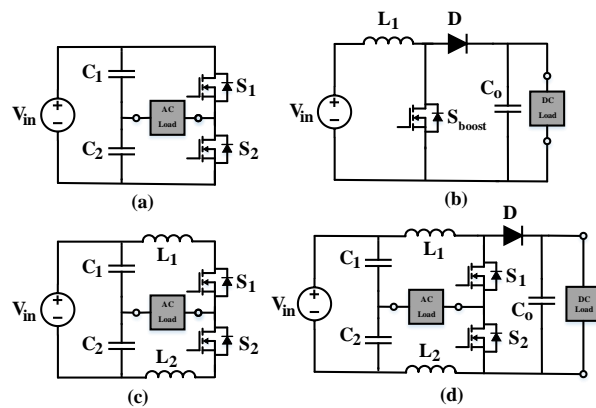 C1
S1
Vin
AC
Load
C2
S2
(a)
L1
D
Vin
Sboost
Co
DC
Load
(b)
L1
C1
S1
Vin
AC
Load
C2
S2
L2
(c)
D
L1
C1
S1
Vin
AC
Load
Co
DC
Load
C2
S2
L2
(d)